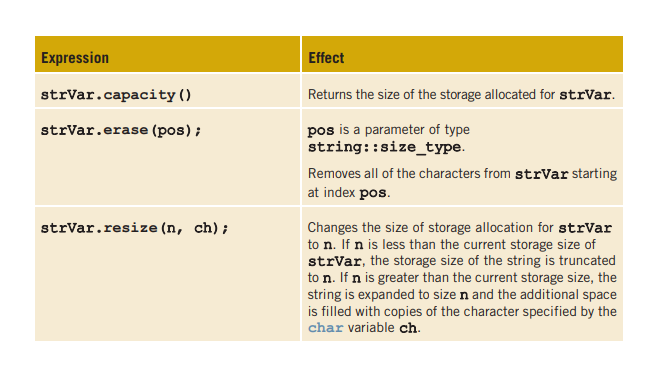 Expression Effect
strVar.capacity() Returns the size of the storage allocated for strVar.
strVar.erase(pos); pos is a parameter of type
string::size_type.
Removes all of the characters from strVar starting
at index pos.
strVar.resize(n, ch); Changes the size of storage allocation for strVar
to n. If n is less than the current storage size of
strVar, the storage size of the string is truncated
to n. If n is greater than the current storage size, the
string is expanded to size n and the additional space
is filled with copies of the character specified by the
char variable ch.